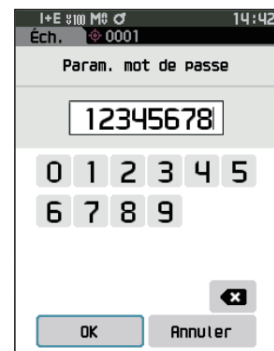 I+E 100 M 14:42
Éch. 0001
Param. mot de passe
12345678
0 1 2 3 4 5
6 7 8 9
OK Annuler